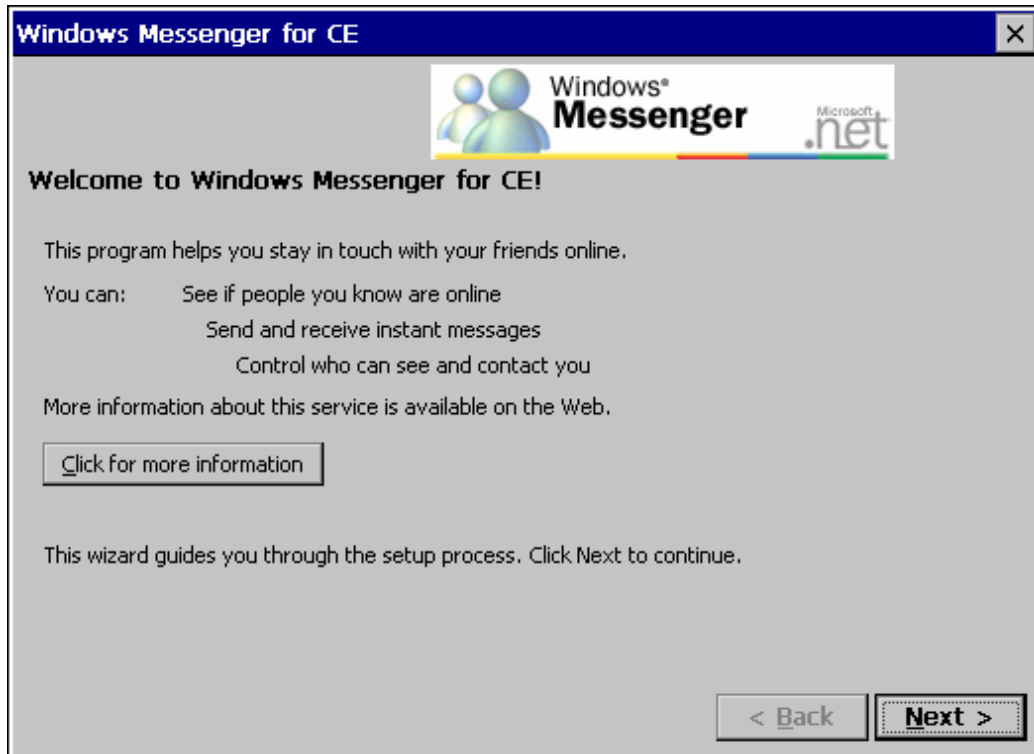 Windows Messenger for CE
Windows®
Messenger
Microsoft
.net
Welcome to Windows Messenger for CE!
This program helps you stay in touch with your friends online.
You can: See if people you know are online
Send and receive instant messages
Control who can see and contact you
More information about this service is available on the Web.
Click for more information
This wizard guides you through the setup process. Click Next to continue.
< Back Next >